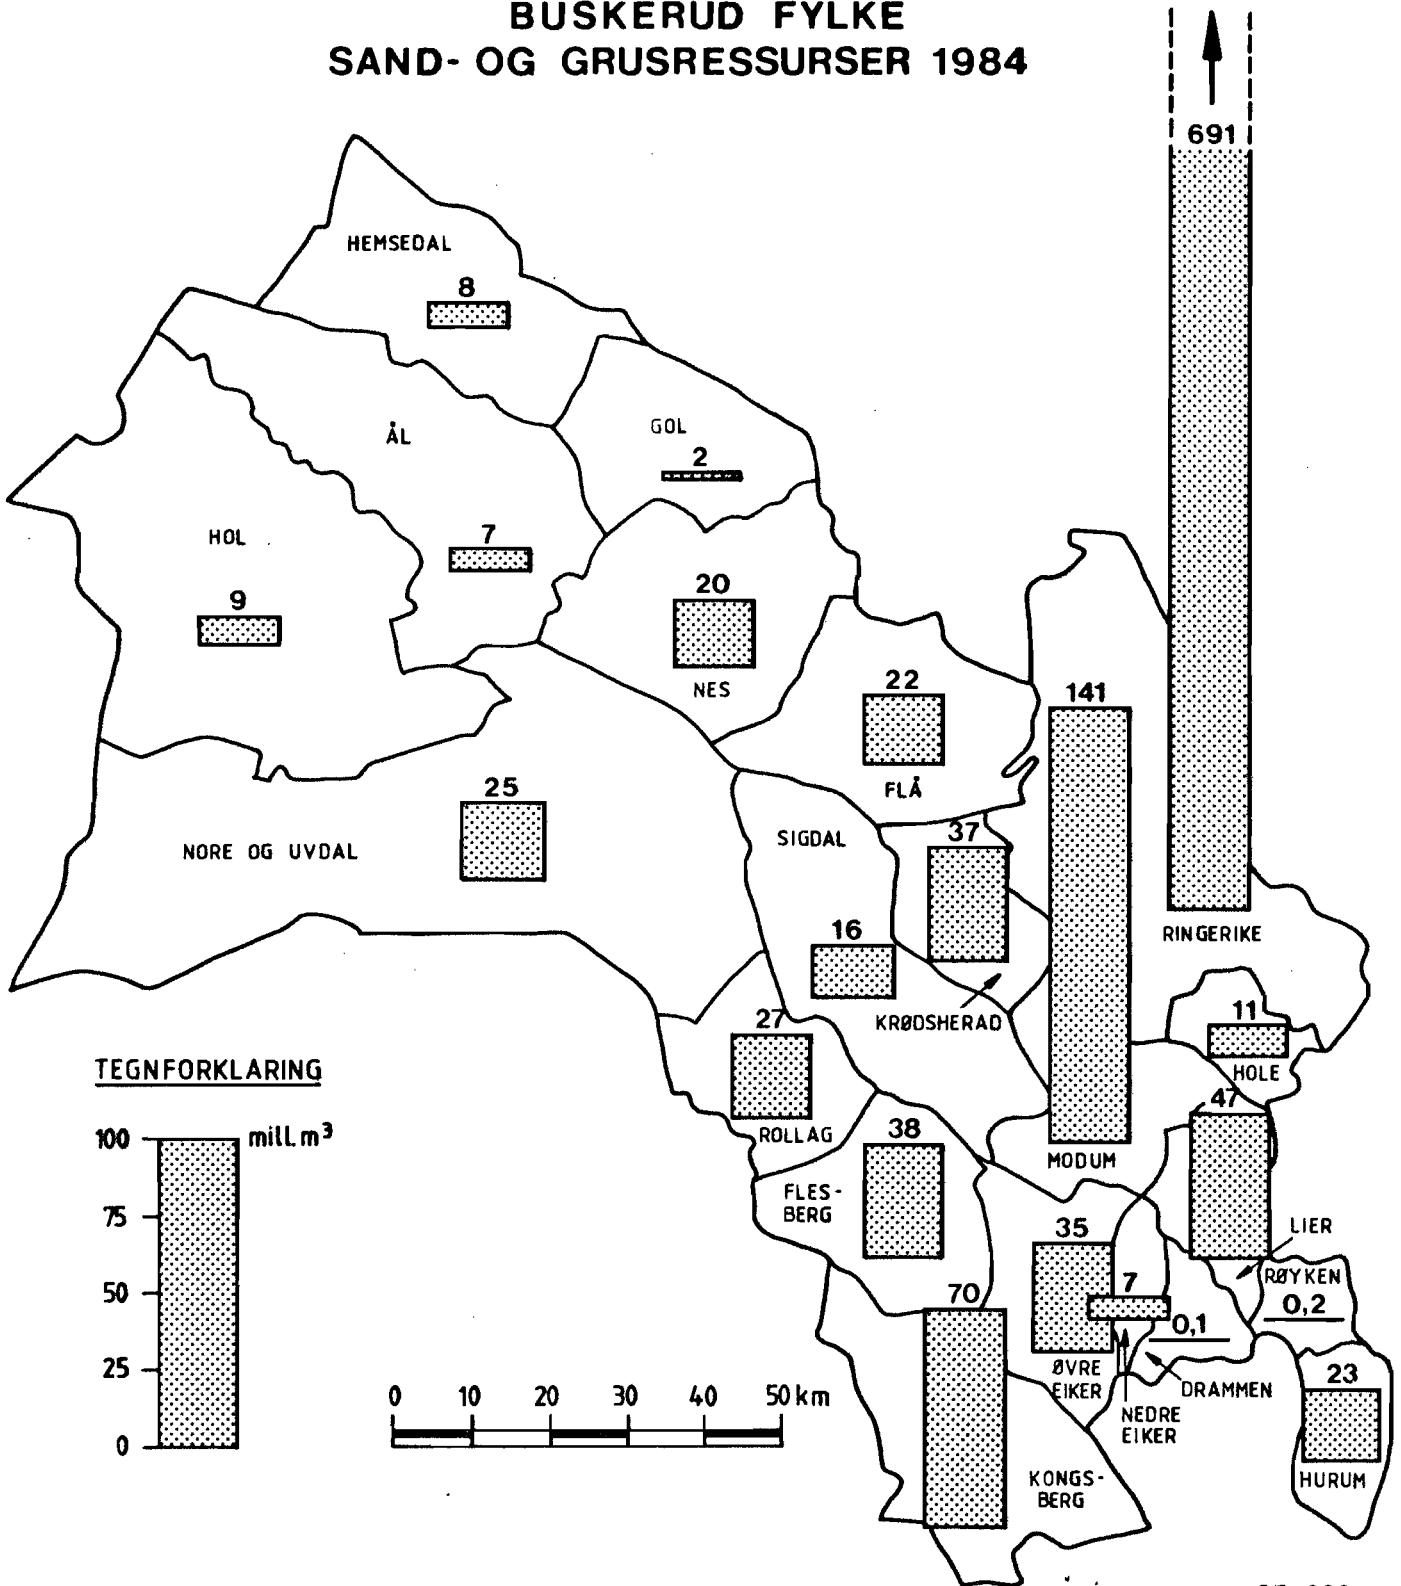 BUSKERUD FYLKE
SAND- OG GRUSRESSURSER 1984
691
HEMSEDAL
8
GOL
2
ÅL
7
HOL
9
20
NES
22
FLÅ
141
25
NORE OG UVDAL
SIGDAL
37
16
RINGERIKE
KRØDSHERAD
27
11
HOLE
TEGNFORKLARING
47
ROLLAG
38
100 mill. m³
75
50
25
0
MODUM
FLES-
BERG
35
LIER
RØYKEN
7
70
0,1
0,2
ØVRE
EIKER
DRAMMEN
23
NEDRE
EIKER
0 10 20 30 40 50 km
KONGS-
BERG
HURUM